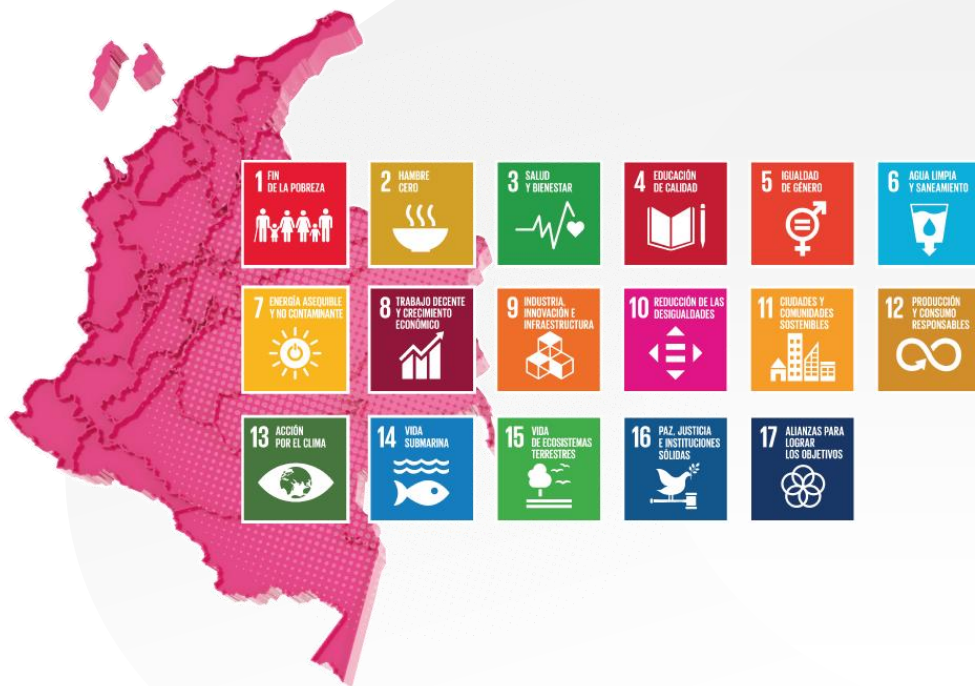 1 FIN
DE LA POBREZA
2 HAMBRE
CERO
3 SALUD
Y BIENESTAR
4 EDUCACIÓN
DE CALIDAD
5 IGUALDAD
DE GÉNERO
6 AGUA LIMPIA
Y SANEAMIENTO
7 ENERGÍA ASEQUIBLE
Y NO CONTAMINANTE
8 TRABAJO DECENTE
Y CRECIMIENTO
ECONÓMICO
9 INDUSTRIA,
INNOVACIÓN E
INFRAESTRUCTURA
10 REDUCCIÓN DE LAS
DESIGUALDADES
11 CIUDADES Y
COMUNIDADES
SOSTENIBLES
12 PRODUCCIÓN
Y CONSUMO
RESPONSABLES
13 ACCIÓN
POR EL CLIMA
14 VIDA
SUBMARINA
15 VIDA
DE ECOSISTEMAS
TERRESTRES
16 PAZ, JUSTICIA
E INSTITUCIONES
SÓLIDAS
17 ALIANZAS PARA
LOGRAR
LOS OBJETIVOS